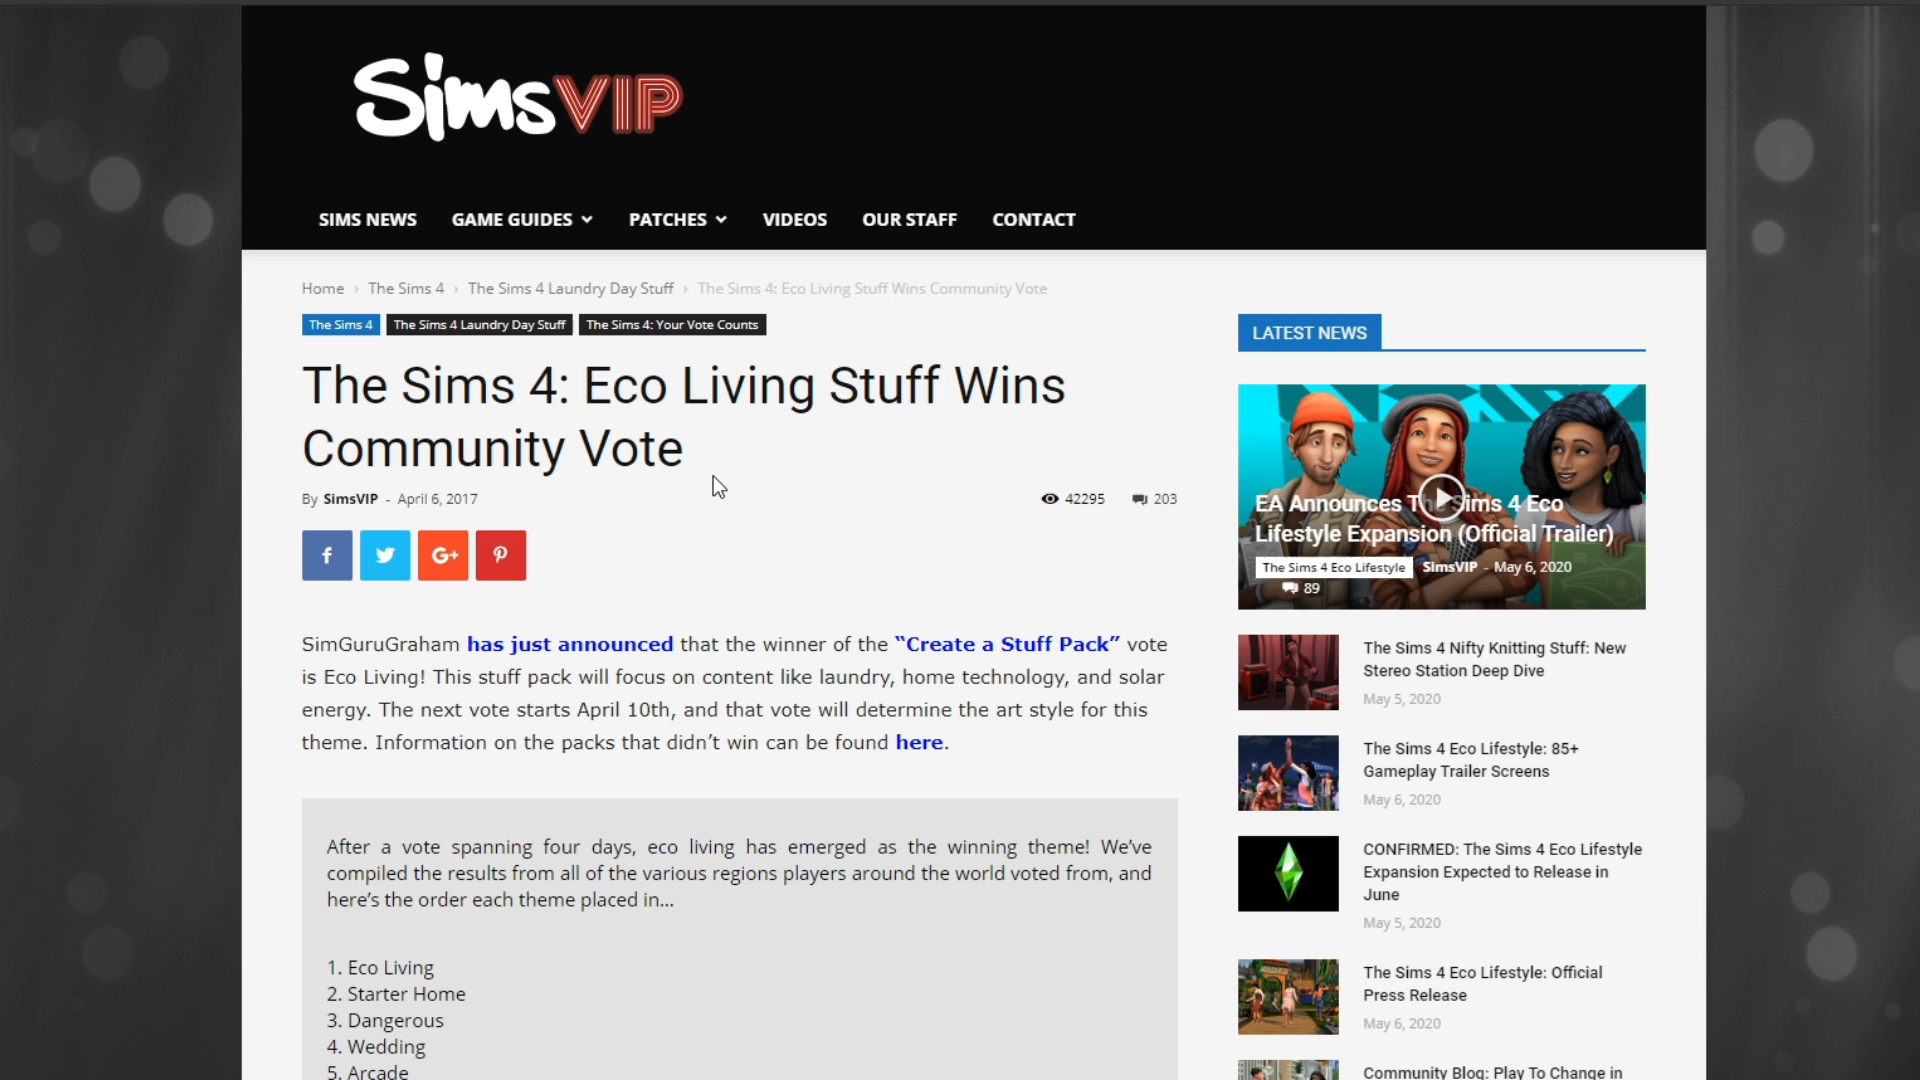 SimsVIP
SIMS NEWS GAME GUIDES PATCHES VIDEOS OUR STAFF CONTACT
Home › The Sims 4 › The Sims 4 Laundry Day Stuff › The Sims 4: Eco Living Stuff Wins Community Vote
The Sims 4 The Sims 4 Laundry Day Stuff The Sims 4: Your Vote Counts
The Sims 4: Eco Living Stuff Wins
Community Vote
By SimsVIP - April 6, 2017
42295 203
f G+
SimGuruGraham has just announced that the winner of the “Create a Stuff Pack” vote
is Eco Living! This stuff pack will focus on content like laundry, home technology, and solar
energy. The next vote starts April 10th, and that vote will determine the art style for this
theme. Information on the packs that didn’t win can be found here.
After a vote spanning four days, eco living has emerged as the winning theme! We’ve
compiled the results from all of the various regions players around the world voted from, and
here’s the order each theme placed in...
1. Eco Living
2. Starter Home
3. Dangerous
4. Wedding
5. Arcade
LATEST NEWS
EA Announces The Sims 4 Eco
Lifestyle Expansion (Official Trailer)
The Sims 4 Eco Lifestyle SimsVIP - May 6, 2020
89
The Sims 4 Nifty Knitting Stuff: New
Stereo Station Deep Dive
May 5, 2020
The Sims 4 Eco Lifestyle: 85+
Gameplay Trailer Screens
May 6, 2020
CONFIRMED: The Sims 4 Eco Lifestyle
Expansion Expected to Release in
June
May 5, 2020
The Sims 4 Eco Lifestyle: Official
Press Release
May 6, 2020
Community Blog: Play To Change in